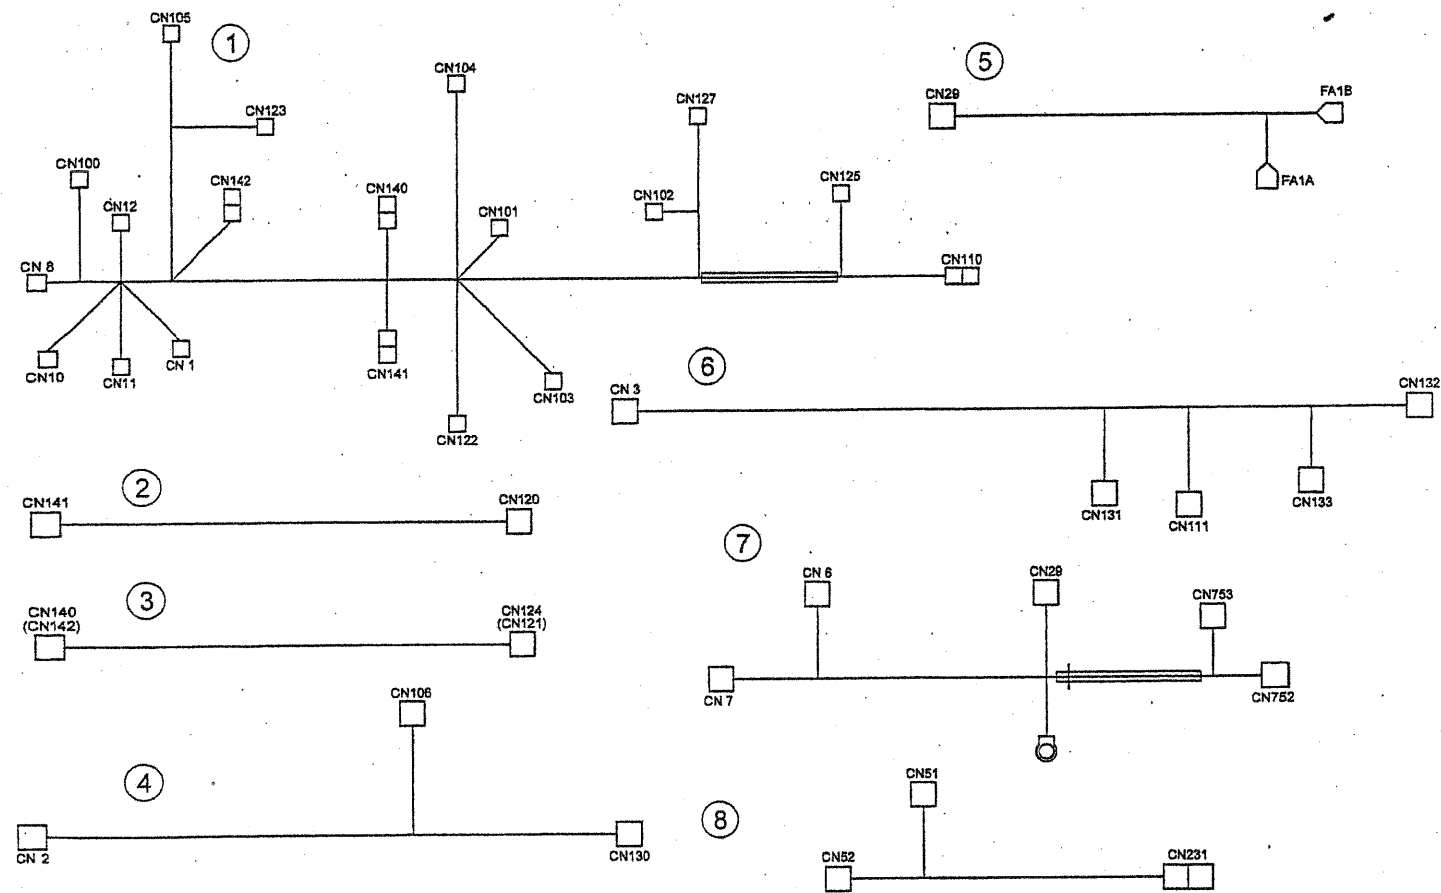 1
CN105
CN123
CN100
CN12
CN142
CN 8
CN10
CN11
CN 1
CN140
CN141
CN104
CN101
CN103
CN122
CN127
CN102
CN125
CN110
2
CN141
CN120
3
CN140
(CN142)
CN124
(CN121)
4
CN106
CN 2
CN130
5
CN29
FA1B
FA1A
6
CN 3
CN132
CN131
CN111
CN133
7
CN 6
CN29
CN753
CN 7
CN752
8
CN51
CN52
CN231